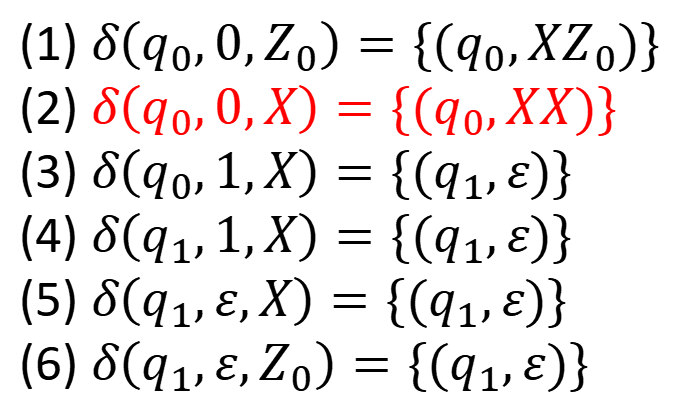 (1) δ(q₀, 0, Z₀) = {(q₀, XZ₀)}
(2) δ(q₀, 0, X) = {(q₀, XX)}
(3) δ(q₀, 1, X) = {(q₁, ε)}
(4) δ(q₁, 1, X) = {(q₁, ε)}
(5) δ(q₁, ε, X) = {(q₁, ε)}
(6) δ(q₁, ε, Z₀) = {(q₁, ε)}